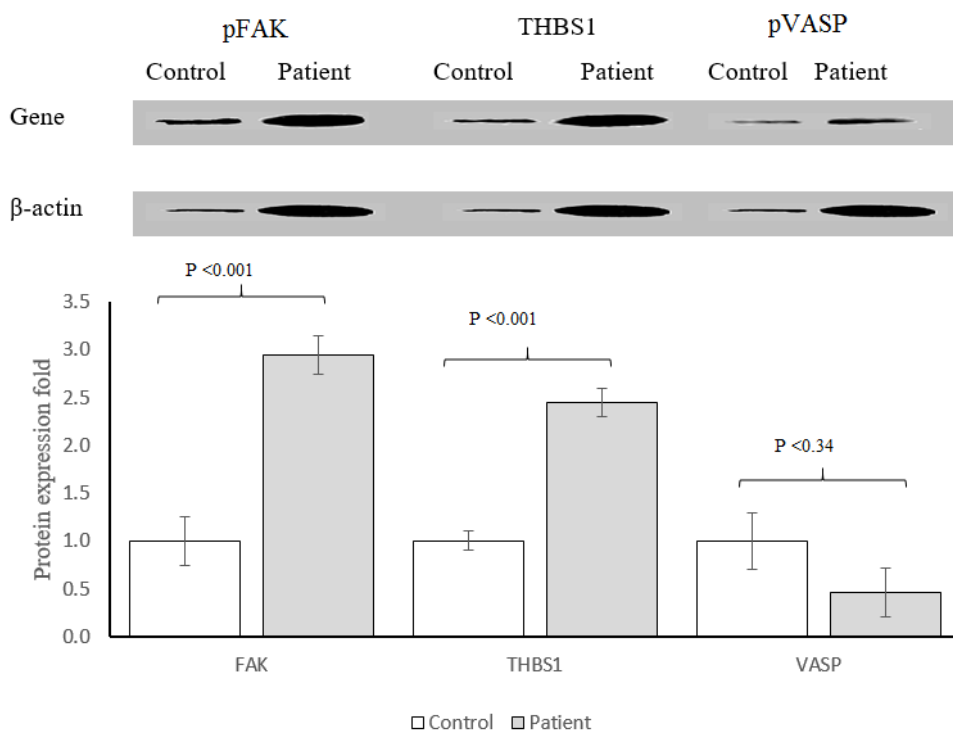 pFAK THBS1 pVASP
Control Patient Control Patient Control Patient
Gene
β-actin
P <0.001
P <0.001
P <0.34
Protein expression fold
3.5
3.0
2.5
2.0
1.5
1.0
0.5
0.0
FAK THBS1 VASP
Control Patient